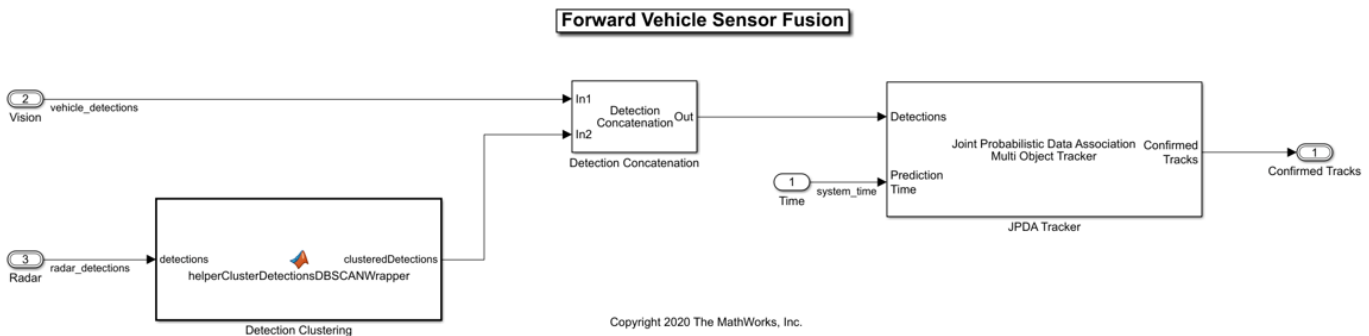 Forward Vehicle Sensor Fusion
2
vehicle_detections
Vision
In1
In2
Detection
Concatenation
Out
Detection Concatenation
Detections
Prediction
Time
Joint Probabilistic Data Association
Multi Object Tracker
Confirmed
Tracks
JPDA Tracker
1
Confirmed Tracks
1
system_time
Time
3
radar_detections
Radar
detections
clusteredDetections
helperClusterDetectionsDBSCANWrapper
Detection Clustering
Copyright 2020 The MathWorks, Inc.